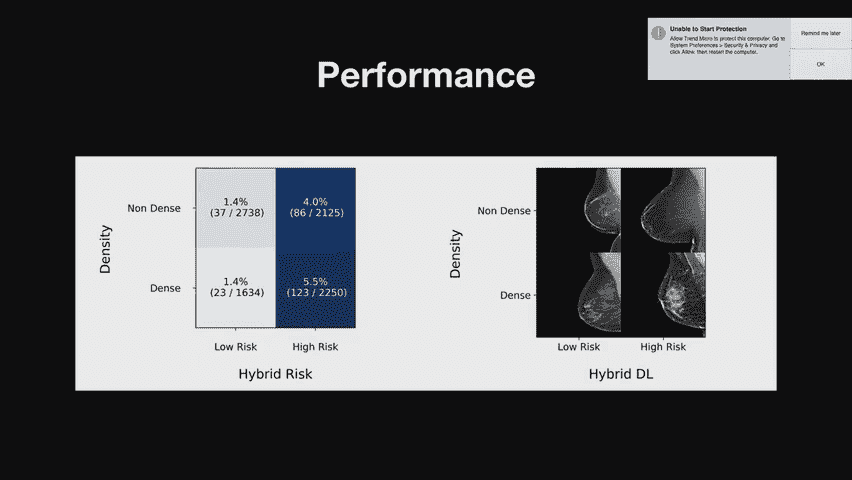 Unable to Start Protection
Allow Trend Micro to protect this computer. Go to
System Preferences > Security & Privacy and
click Allow, then restart the computer.
Remind me later
OK
Performance
Density
Non Dense
Dense
1.4%
(37 / 2738)
4.0%
(86 / 2125)
1.4%
(23 / 1634)
5.5%
(123 / 2250)
Low Risk
High Risk
Hybrid Risk
Density
Non Dense
Dense
Low Risk
High Risk
Hybrid DL